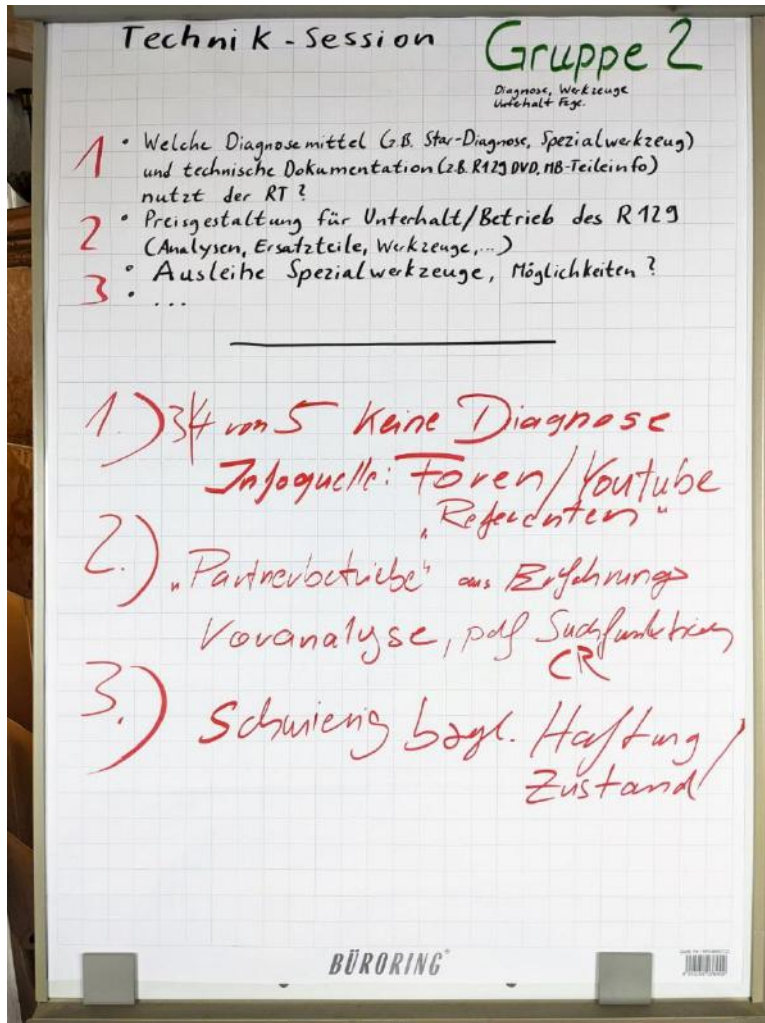 Technik-Session
Gruppe 2
Diagnose, Werkzeuge
Unterhalt
1 • Welche Diagnosemittel (z.B. Star-Diagnose, Spezialwerkzeug)
und technische Dokumentation (z.B. R129 DVD, MB-Teileinfo)
nutzt der RT?
2 • Preisgestaltung für Unterhalt/Betrieb des R129
(Analysen, Ersatzteile, Werkzeuge,...)
3 • Ausleihe Spezialwerkzeuge, Möglichkeiten?
• ...
1.) 3/4 von 5 Keine Diagnose
Infoquelle: Foren/Youtube
"Referenten"
2.) "Partnerbetriebe" aus Erfahrung
Voranalyse, pdf Suchfunktion
CR
3.) Schwierig bzgl. Haftung/
Zustand
BÜRORING